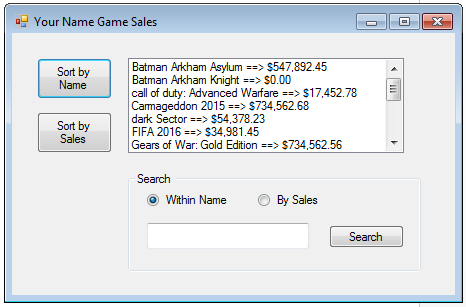 Your Name Game Sales
Sort by
Name
Sort by
Sales
Batman Arkham Asylum ==> $547,892.45
Batman Arkham Knight ==> $0.00
call of duty: Advanced Warfare ==> $17,452.78
Carmageddon 2015 ==> $734,562.68
dark Sector ==> $54,378.23
FIFA 2016 ==> $34,981.45
Gears of War: Gold Edition ==> $734,562.56
Search
Within Name
By Sales
Search